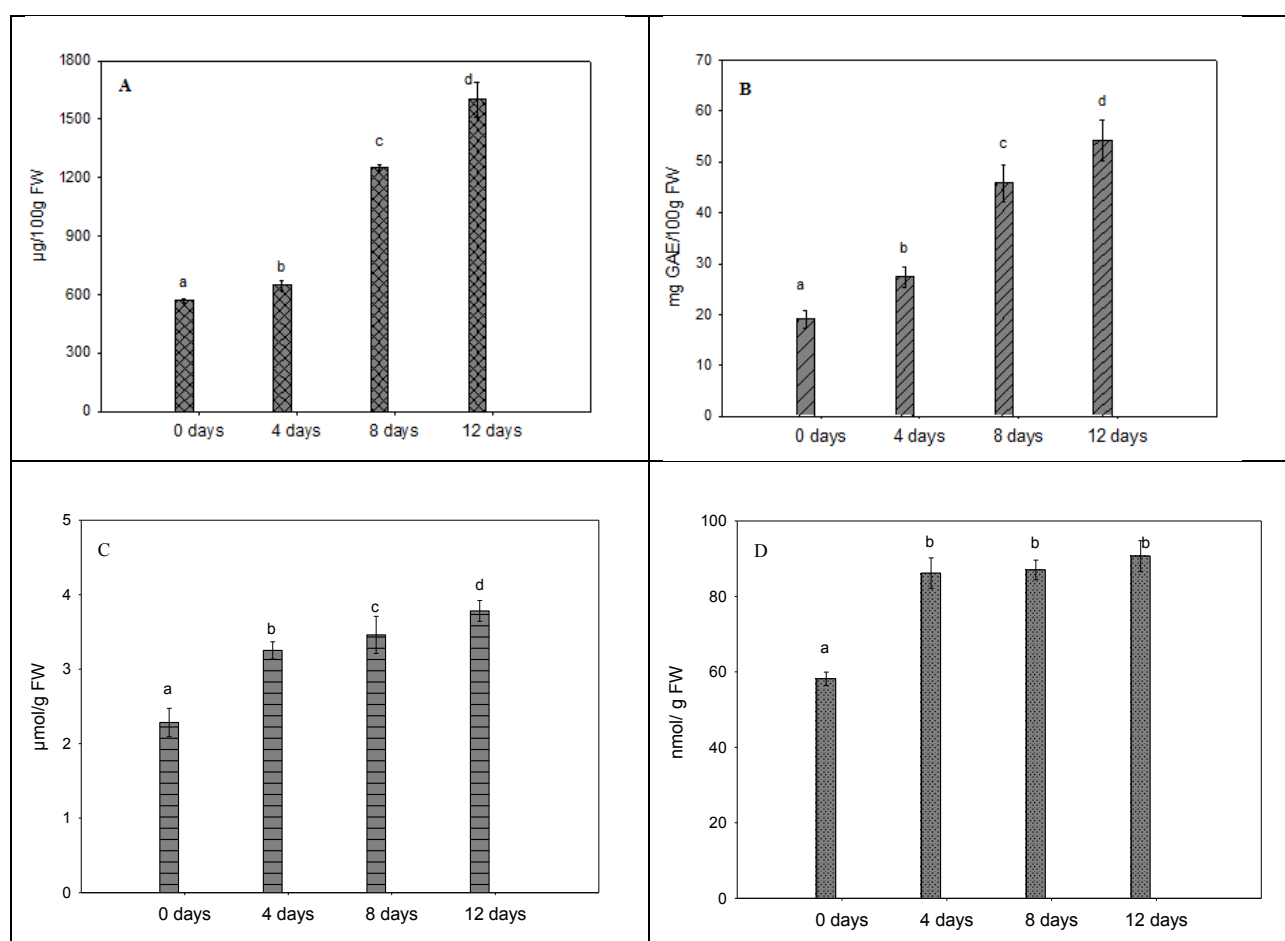 A
µg/100g FW
1800
1500
1200
900
600
300
0
a
b
c
d
0 days
4 days
8 days
12 days
B
mg GAE/100g FW
70
60
50
40
30
20
10
0
a
b
c
d
0 days
4 days
8 days
12 days
C
µmol/g FW
5
4
3
2
1
0
a
b
c
d
0 days
4 days
8 days
12 days
D
nmol/ g FW
100
80
60
40
20
0
a
b
b
b
0 days
4 days
8 days
12 days